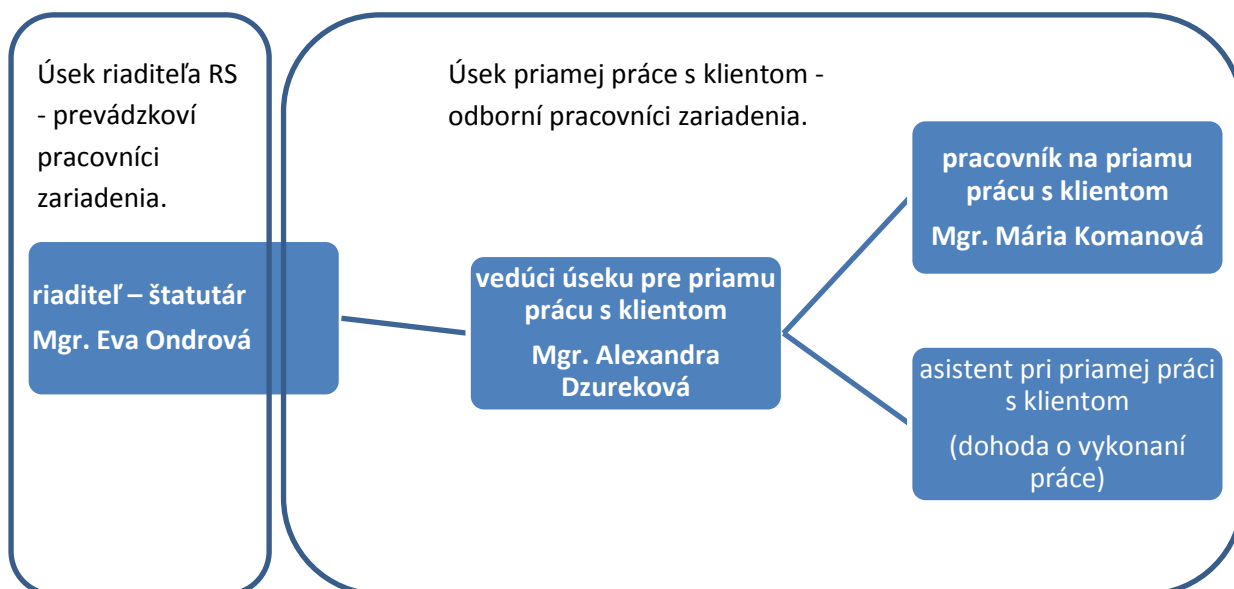 Úsek riaditeľa RS
- prevádzkoví
pracovníci
zariadenia.
riaditeľ – štatutár
Mgr. Eva Ondrová
Úsek priamej práce s klientom -
odborní pracovníci zariadenia.
vedúci úseku pre priamu
prácu s klientom
Mgr. Alexandra
Dzureková
pracovník na priamu
prácu s klientom
Mgr. Mária Komanová
asistent pri priamej práci
s klientom
(dohoda o vykonaní
práce)